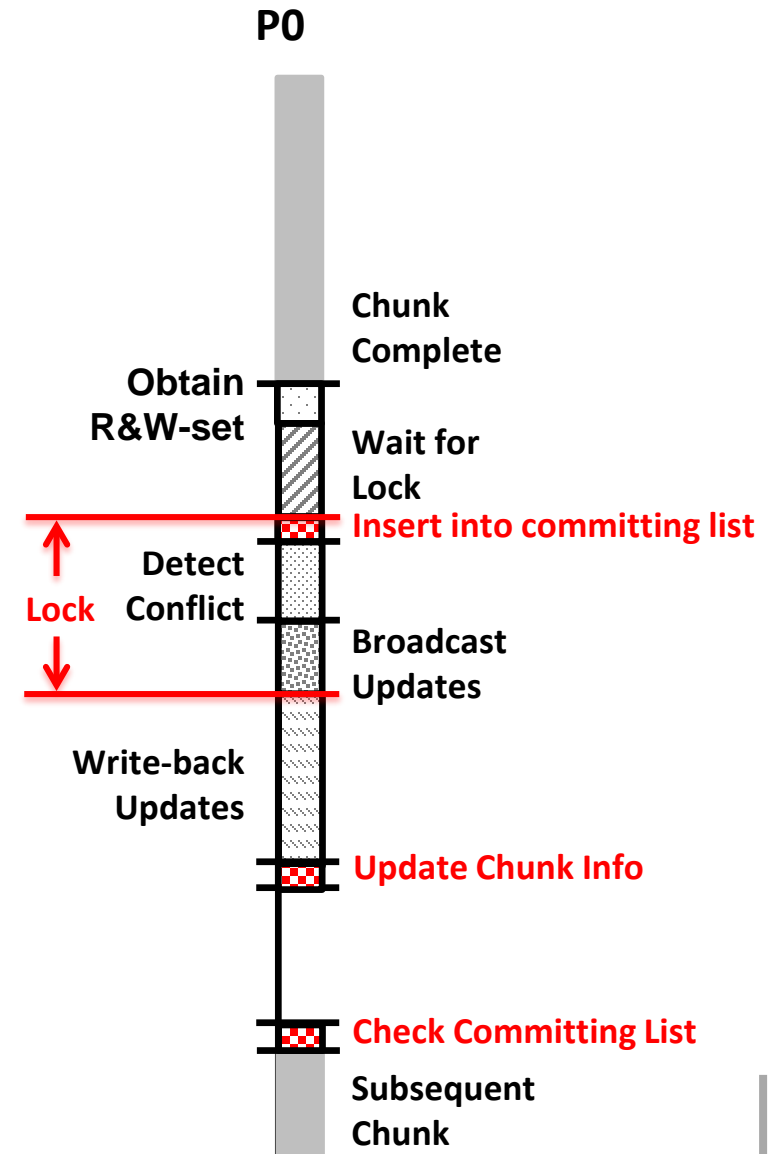 P0
Chunk
Complete
Obtain
R&W-set
Wait for
Lock
Insert into committing list
Detect
Conflict
Lock
Broadcast
Updates
Write-back
Updates
Update Chunk Info
Check Committing List
Subsequent
Chunk